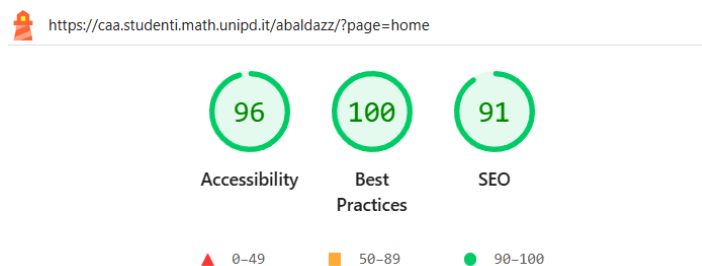 https://caa.studenti.math.unipd.it/abaldazz/?page=home
96 100 91
Accessibility Best Practices SEO
0–49 50–89 90–100